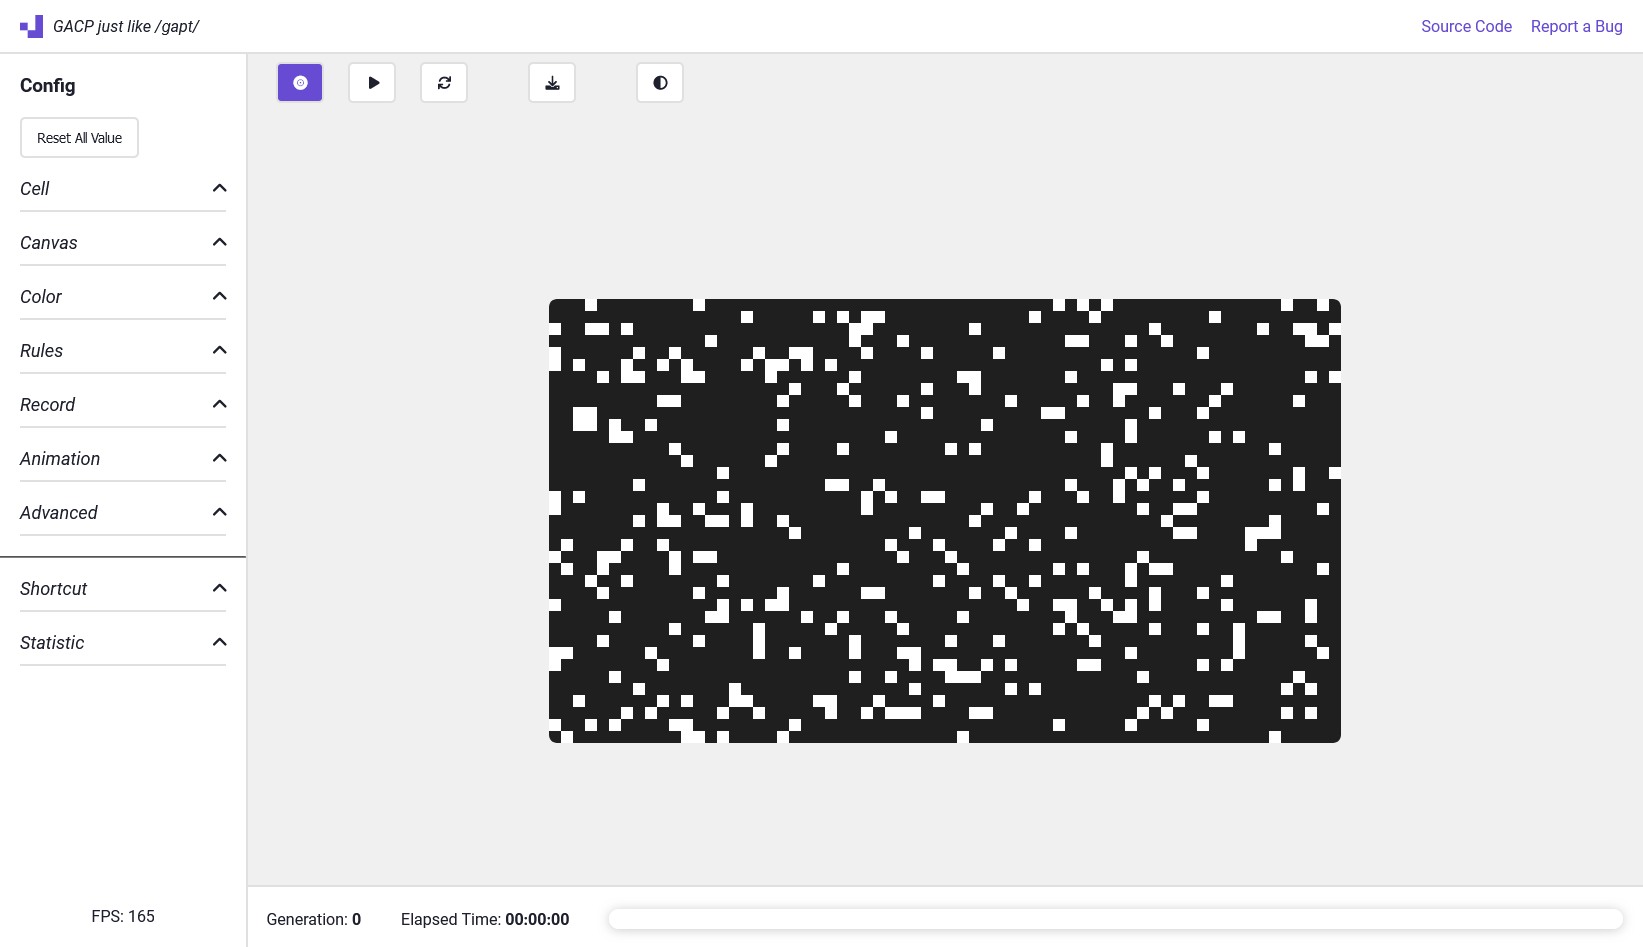 GACP just like /gapt/
Source Code
Report a Bug
Config
Reset All Value
Cell
Canvas
Color
Rules
Record
Animation
Advanced
Shortcut
Statistic
FPS: 165
Generation: 0
Elapsed Time: 00:00:00